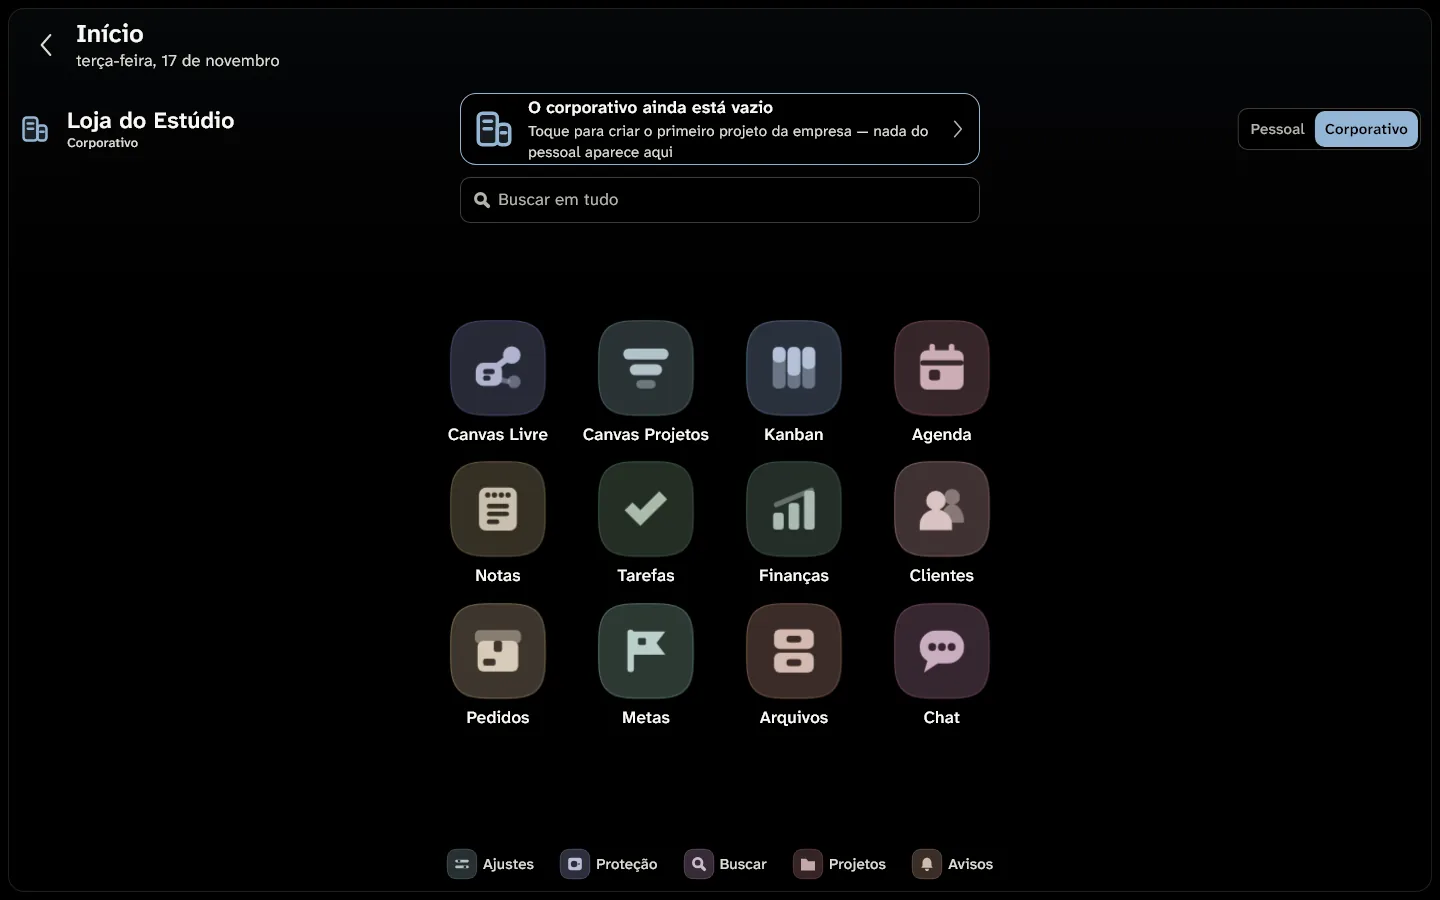 Início
terça-feira, 17 de novembro
Loja do Estúdio
Corporativo
O corporativo ainda está vazio
Toque para criar o primeiro projeto da empresa — nada do
pessoal aparece aqui
Pessoal
Corporativo
Buscar em tudo
Canvas Livre
Canvas Projetos
Kanban
Agenda
Notas
Tarefas
Finanças
Clientes
Pedidos
Metas
Arquivos
Chat
Ajustes
Proteção
Buscar
Projetos
Avisos